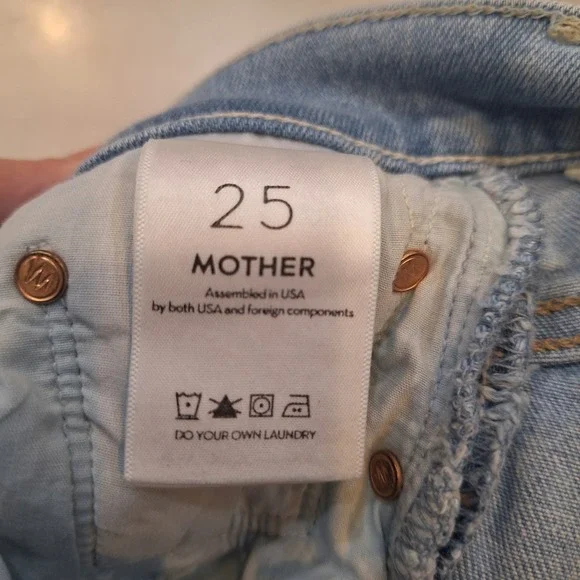 25
MOTHER
Assembled in USA
by both USA and foreign components
DO YOUR OWN LAUNDRY